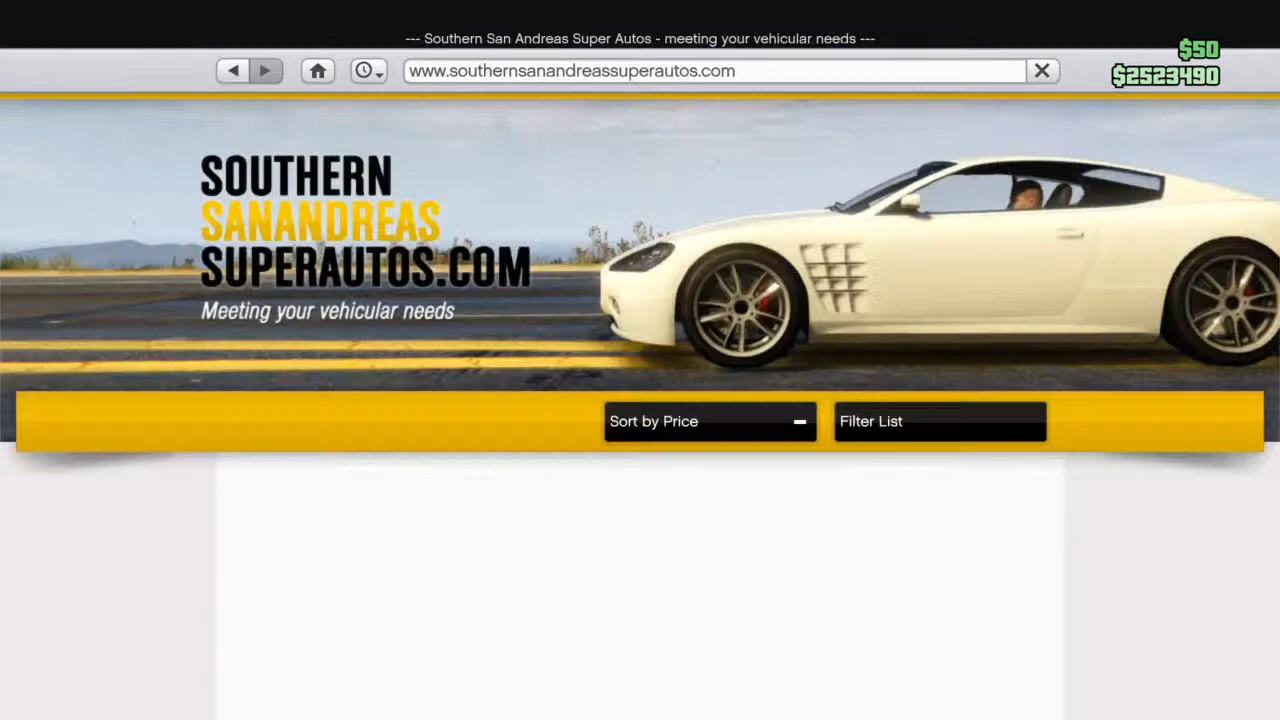 --- Southern San Andreas Super Autos - meeting your vehicular needs ---
$50
www.southernsanandreassuperautos.com
$2523490
SOUTHERN
SANANDREAS
SUPERAUTOS.COM
Meeting your vehicular needs
Sort by Price
Filter List